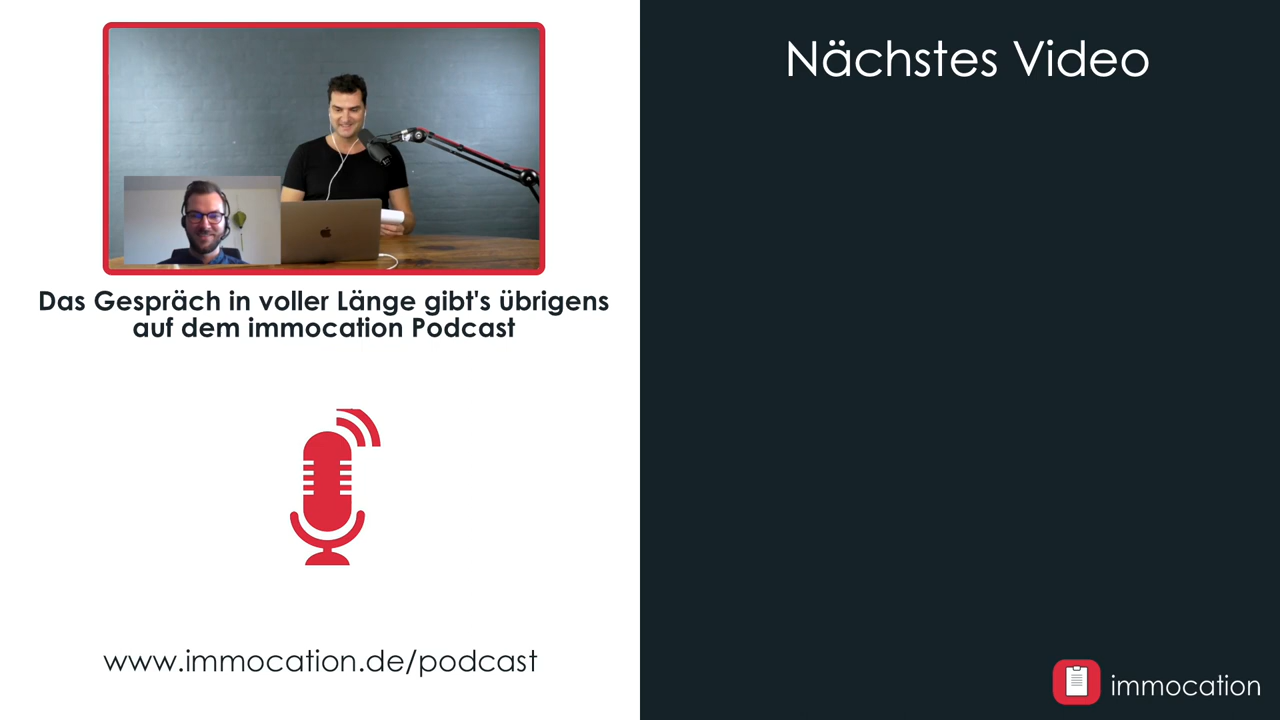 Das Gespräch in voller Länge gibt's übrigens
auf dem immocation Podcast
www.immocation.de/podcast
Nächstes Video
immocation